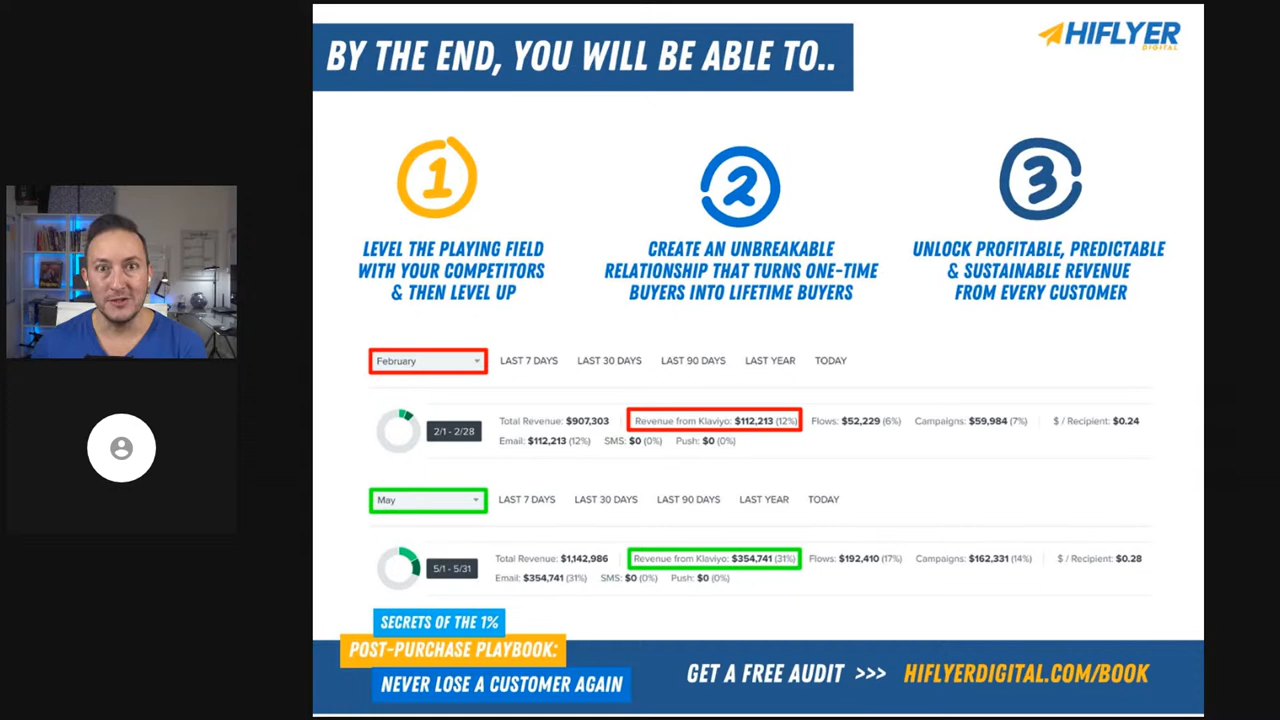 BY THE END, YOU WILL BE ABLE TO..
HIFLYER
DIGITAL
1
LEVEL THE PLAYING FIELD
WITH YOUR COMPETITORS
& THEN LEVEL UP
2
CREATE AN UNBREAKABLE
RELATIONSHIP THAT TURNS ONE-TIME
BUYERS INTO LIFETIME BUYERS
3
UNLOCK PROFITABLE, PREDICTABLE
& SUSTAINABLE REVENUE
FROM EVERY CUSTOMER
February LAST 7 DAYS LAST 30 DAYS LAST 90 DAYS LAST YEAR TODAY
2/1 - 2/28
Total Revenue: $907,303 Revenue from Klaviyo: $112,213 (12%) Flows: $52,229 (6%) Campaigns: $59,984 (7%) $ / Recipient: $0.24
Email: $112,213 (12%) SMS: $0 (0%) Push: $0 (0%)
May LAST 7 DAYS LAST 30 DAYS LAST 90 DAYS LAST YEAR TODAY
5/1 - 5/31
Total Revenue: $1,142,986 Revenue from Klaviyo: $354,741 (31%) Flows: $192,410 (17%) Campaigns: $162,331 (14%) $ / Recipient: $0.28
Email: $354,741 (31%) SMS: $0 (0%) Push: $0 (0%)
SECRETS OF THE 1%
POST-PURCHASE PLAYBOOK:
NEVER LOSE A CUSTOMER AGAIN
GET A FREE AUDIT >>> HIFLYERDIGITAL.COM/BOOK